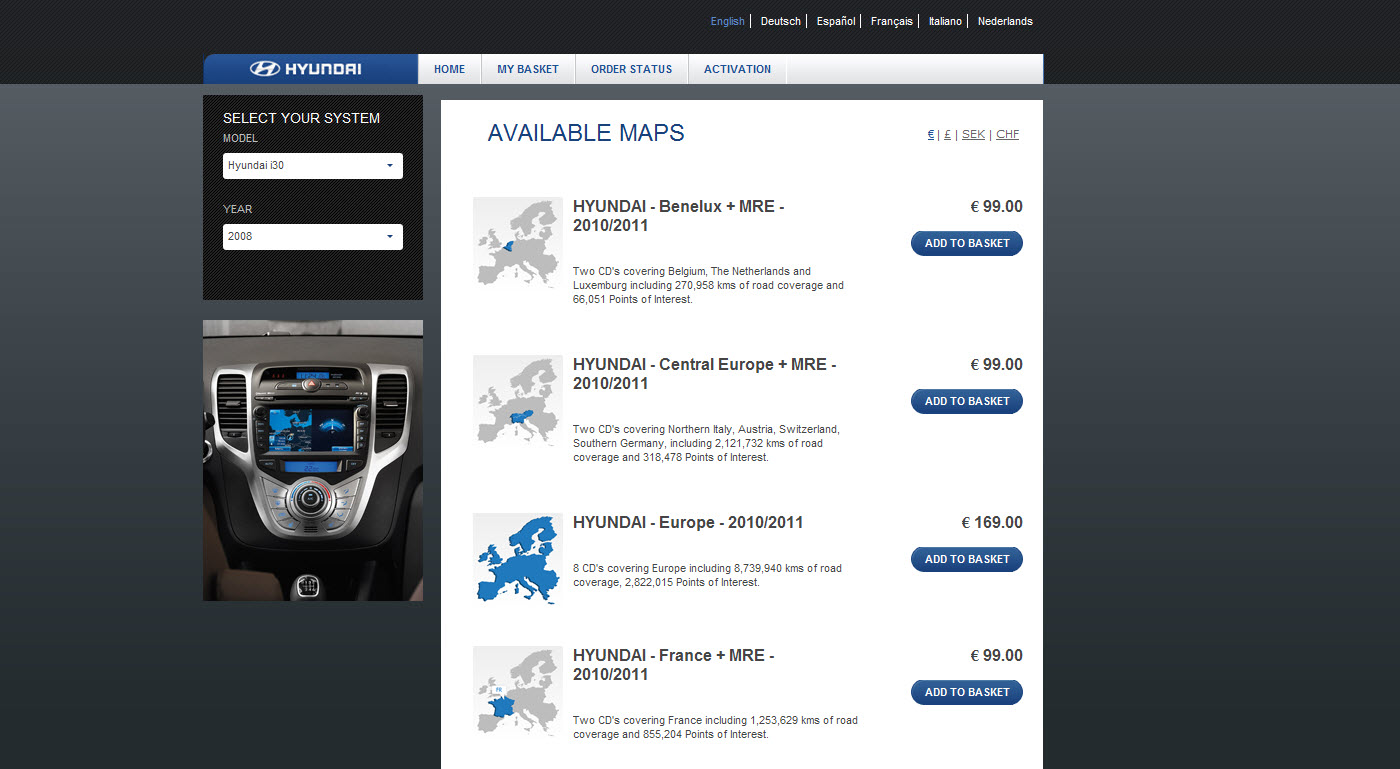 English
Deutsch
Español
Français
Italiano
Nederlands
HYUNDAI
HOME
MY BASKET
ORDER STATUS
ACTIVATION
SELECT YOUR SYSTEM
MODEL
Hyundai i30
YEAR
2008
AVAILABLE MAPS
€ | £ | SEK | CHF
HYUNDAI - Benelux + MRE -
2010/2011
€ 99.00
ADD TO BASKET
Two CD's covering Belgium, The Netherlands and
Luxemburg including 270,958 kms of road coverage and
66,051 Points of Interest.
HYUNDAI - Central Europe + MRE -
2010/2011
€ 99.00
ADD TO BASKET
Two CD's covering Northern Italy, Austria, Switzerland,
Southern Germany, including 2,121,732 kms of road
coverage and 318,478 Points of Interest.
HYUNDAI - Europe - 2010/2011
€ 169.00
ADD TO BASKET
8 CD's covering Europe including 8,739,940 kms of road
coverage, 2,822,015 Points of Interest.
HYUNDAI - France + MRE -
2010/2011
€ 99.00
ADD TO BASKET
FR
Two CD's covering France including 1,253,629 kms of road
coverage and 855,204 Points of Interest.